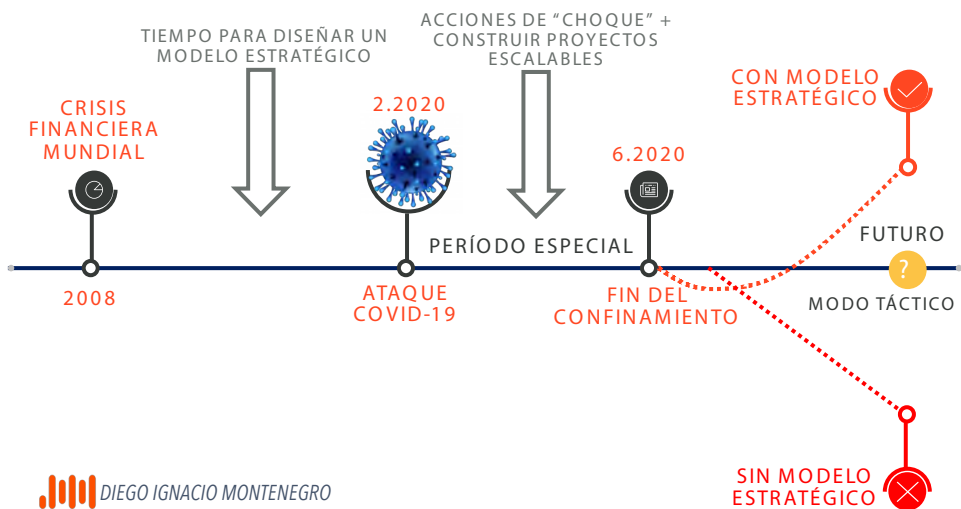 TIEMPO PARA DISEÑAR UN
MODELO ESTRATÉGICO
ACCIONES DE “CHOQUE” +
CONSTRUIR PROYECTOS
ESCALABLES
CRISIS
FINANCIERA
MUNDIAL
2.2020
6.2020
CON MODELO
ESTRATÉGICO
PERÍODO ESPECIAL
FUTURO
?
2008
ATAQUE
COVID-19
FIN DEL
CONFINAMIENTO
MODO TÁCTICO
SIN MODELO
ESTRATÉGICO
DIEGO IGNACIO MONTENEGRO